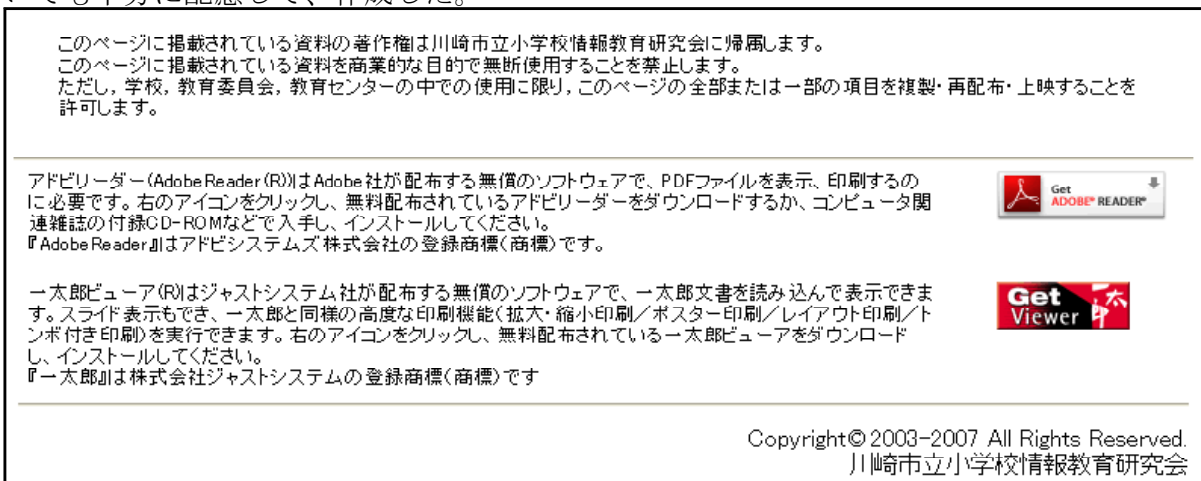 いても十分に配慮して、作成した。
このページに掲載されている資料の著作権は川崎市立小学校情報教育研究会に帰属します。
このページに掲載されている資料を商業的な目的で無断使用することを禁止します。
ただし，学校，教育委員会，教育センターの中での使用に限り，このページの全部または一部の項目を複製・再配布・上映することを
許可します。
アドビリーダー(Adobe Reader(R))はAdobe社が配布する無償のソフトウェアで、PDFファイルを表示、印刷するの
に必要です。右のアイコンをクリックし、無料配布されているアドビリーダーをダウンロードするか、コンピュータ関
連雑誌の付録CD-ROMなどで入手し、インストールしてください。
『Adobe Reader』はアドビシステムズ株式会社の登録商標(商標)です。
Get
ADOBE® READER®
一太郎ビューア(R)はジャストシステム社が配布する無償のソフトウェアで、一太郎文書を読み込んで表示できま
す。スライド表示もでき、一太郎と同様の高度な印刷機能(拡大・縮小印刷／ポスター印刷／レイアウト印刷／ト
ンボ付き印刷)を実行できます。右のアイコンをクリックし、無料配布されている一太郎ビューアをダウンロード
し、インストールしてください。
『一太郎』は株式会社ジャストシステムの登録商標(商標)です
Get
Viewer
Copyright©2003-2007 All Rights Reserved.
川崎市立小学校情報教育研究会